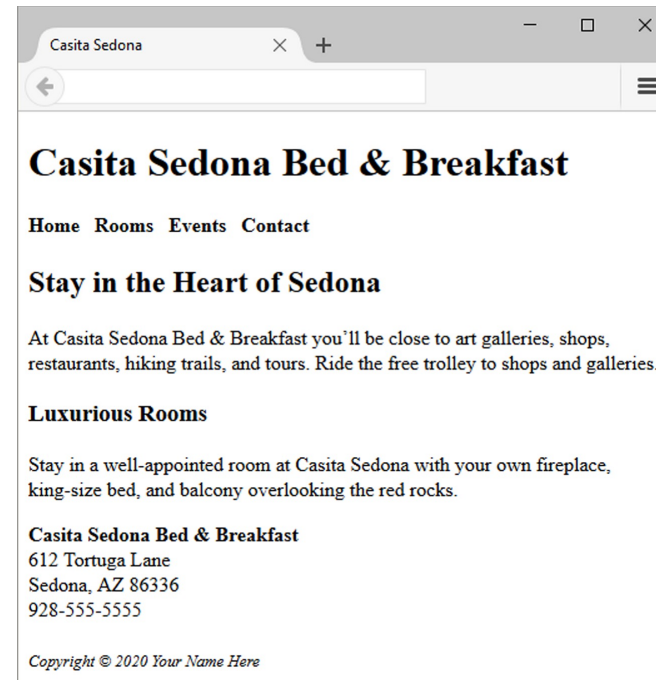 Casita Sedona
Casita Sedona Bed & Breakfast
Home Rooms Events Contact
Stay in the Heart of Sedona
At Casita Sedona Bed & Breakfast you’ll be close to art galleries, shops,
restaurants, hiking trails, and tours. Ride the free trolley to shops and galleries.
Luxurious Rooms
Stay in a well-appointed room at Casita Sedona with your own fireplace,
king-size bed, and balcony overlooking the red rocks.
Casita Sedona Bed & Breakfast
612 Tortuga Lane
Sedona, AZ 86336
928-555-5555
Copyright © 2020 Your Name Here